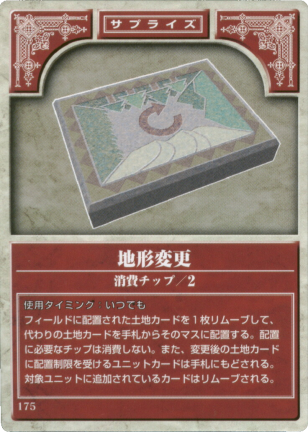 サプライズ
地形変更
消費チップ/2
使用タイミング いつでも
フィールドに配置された土地カードを1枚リムーブして、
代わりの土地カードを手札からそのマスに配置する。配置
に必要なチップは消費しない。また、変更後の土地カード
に配置制限を受けるユニットカードは手札にもどされる。
対象ユニットに追加されているカードはリムーブされる。
175